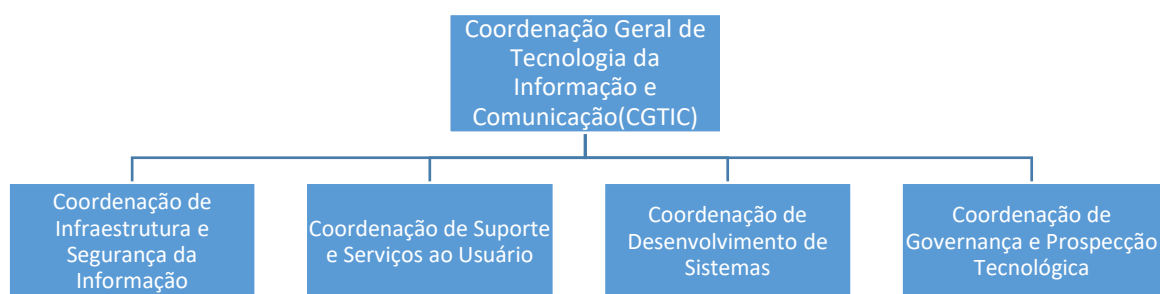 Coordenação Geral de
Tecnologia da
Informação e
Comunicação(CGTIC)
Coordenação de
Infraestrutura e
Segurança da
Informação
Coordenação de Suporte
e Serviços ao Usuário
Coordenação de
Desenvolvimento de
Sistemas
Coordenação de
Governança e Prospecção
Tecnológica